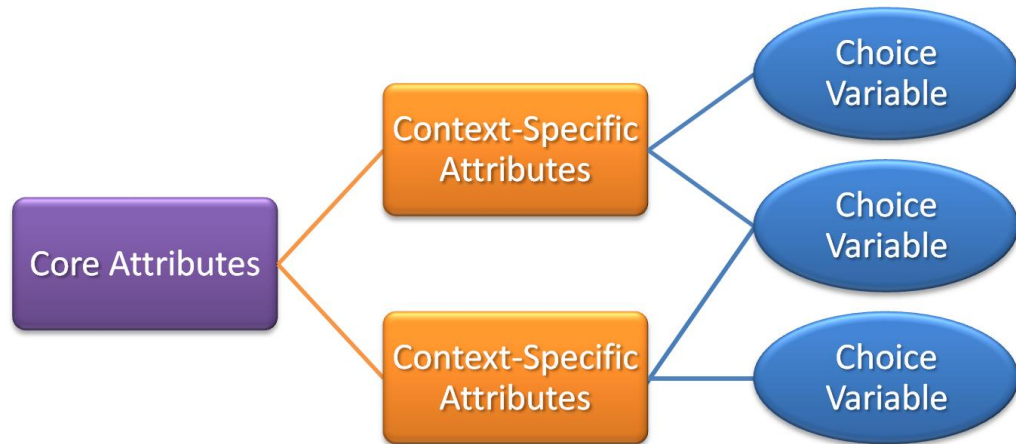 Core Attributes
Context-Specific
Attributes
Context-Specific
Attributes
Choice
Variable
Choice
Variable
Choice
Variable